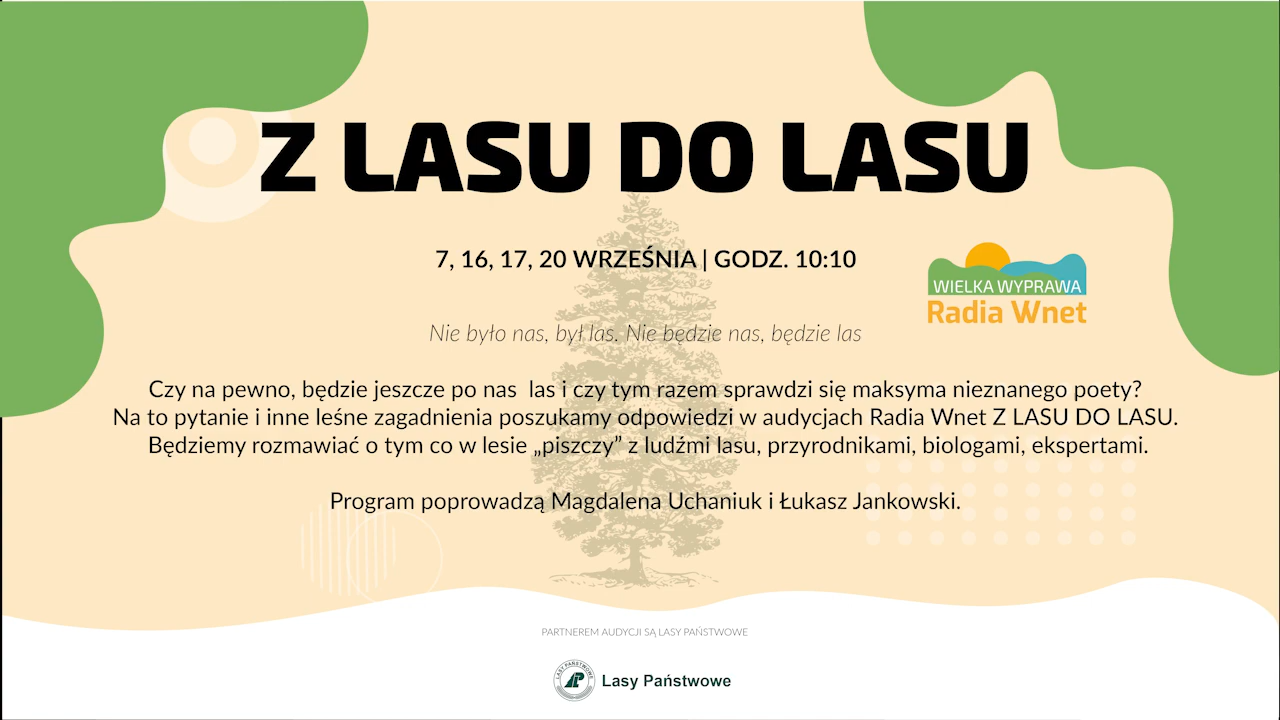 Z LASU DO LASU
7, 16, 17, 20 WRZEŚNIA | GODZ. 10:10
WIELKA WYPRAWA
Radia Wnet
Nie było nas, był las. Nie będzie nas, będzie las
Czy na pewno, będzie jeszcze po nas  las i czy tym razem sprawdzi się maksyma nieznanego poety?
Na to pytanie i inne leśne zagadnienia poszukamy odpowiedzi w audycjach Radia Wnet Z LASU DO LASU.
Będziemy rozmawiać o tym co w lesie „piszczy” z ludźmi lasu, przyrodnikami, biologami, ekspertami.
Program poprowadzą Magdalena Uchaniuk i Łukasz Jankowski.
PARTNEREM AUDYCJI SĄ LASY PAŃSTWOWE
LASY PAŃSTWOWE
Lasy Państwowe